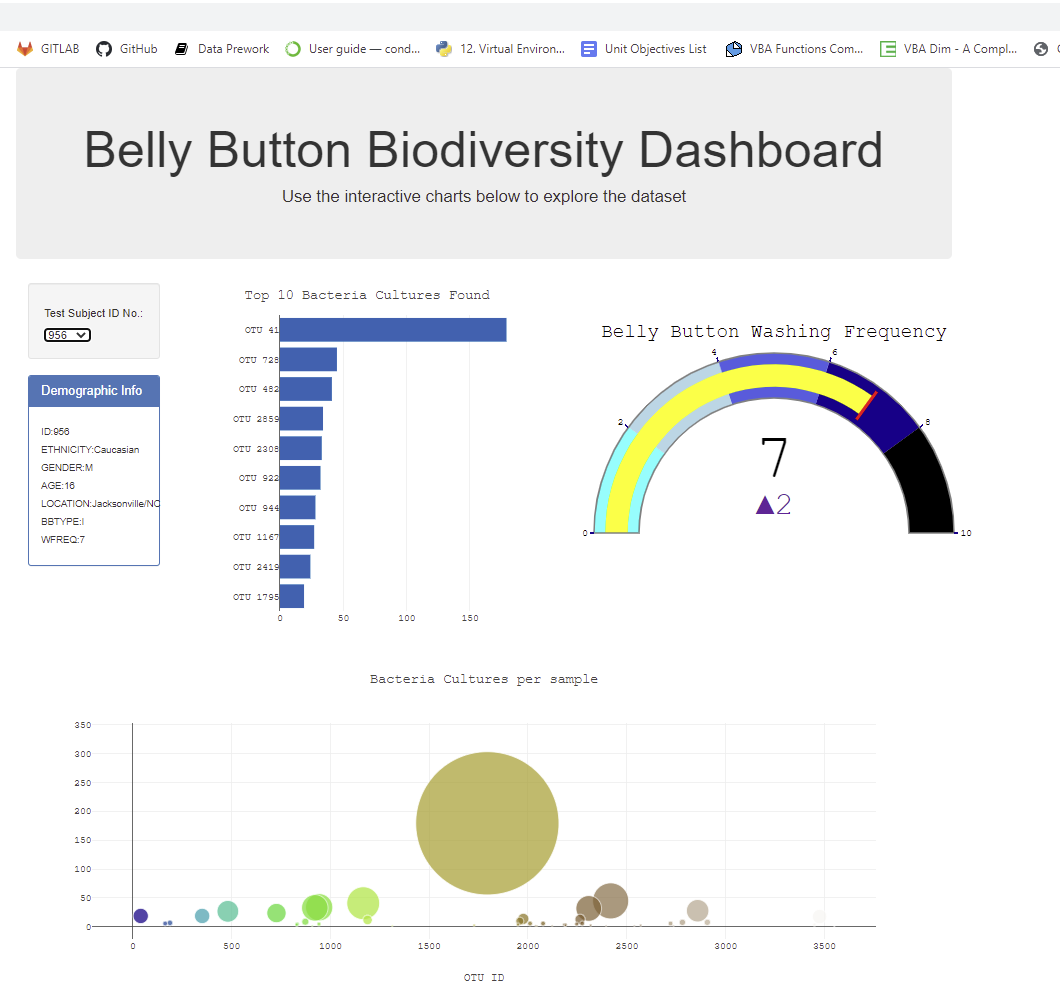 GITLAB GitHub Data Prework User guide — cond... 12. Virtual Environ... Unit Objectives List VBA Functions Com... VBA Dim - A Compl...
Belly Button Biodiversity Dashboard
Use the interactive charts below to explore the dataset
Test Subject ID No.:
956
Demographic Info
ID:956
ETHNICITY:Caucasian
GENDER:M
AGE:16
LOCATION:Jacksonville/NC
BBTYPE:I
WFREQ:7
Top 10 Bacteria Cultures Found
OTU 41
OTU 728
OTU 482
OTU 2859
OTU 2308
OTU 922
OTU 944
OTU 1167
OTU 2419
OTU 1795
0 50 100 150
Belly Button Washing Frequency
4 6
2 8
7
▲2
0 10
Bacteria Cultures per sample
350
300
250
200
150
100
50
0
0 500 1000 1500 2000 2500 3000 3500
OTU ID